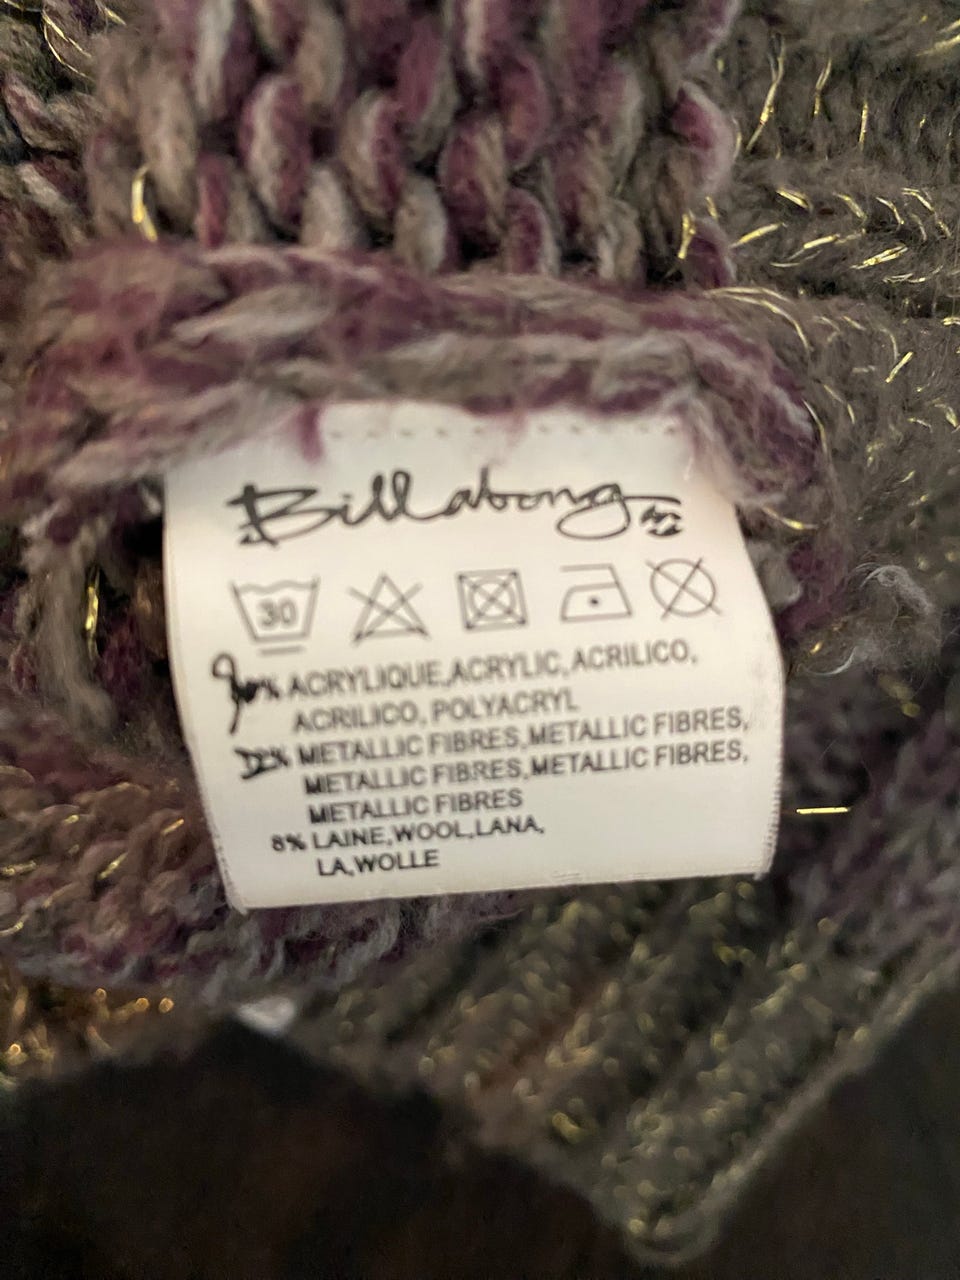 Billabong
30
% ACRYLIQUE,ACRYLIC,ACRILICO,
ACRILICO, POLYACRYL
METALLIC FIBRES,METALLIC FIBRES,
METALLIC FIBRES,METALLIC FIBRES,
METALLIC FIBRES
8% LAINE,WOOL,LANA,
LA,WOLLE